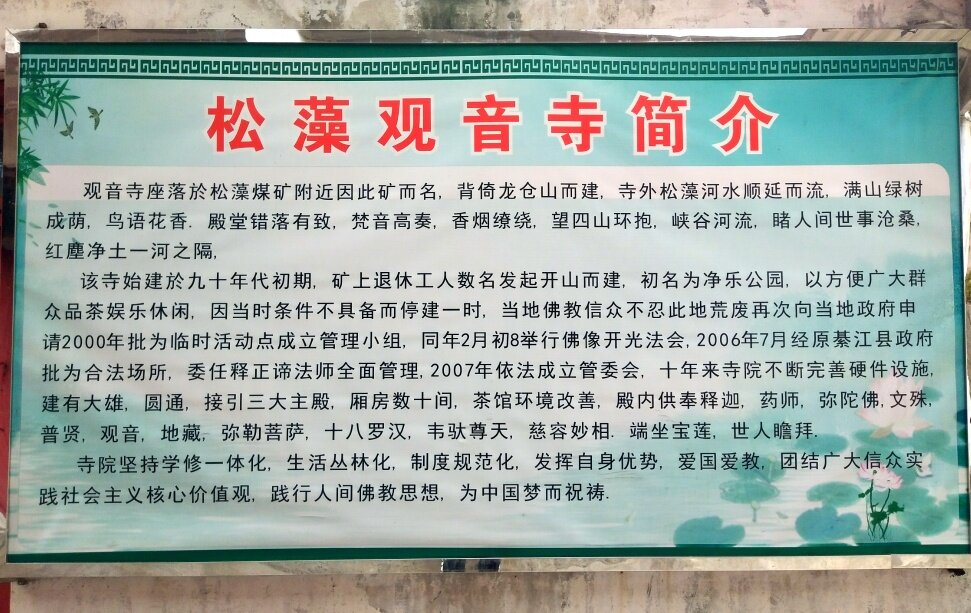 松藻观音寺简介
观音寺座落於松藻煤矿附近因此矿而名, 背倚龙仓山而建, 寺外松藻河水顺延而流, 满山绿树
成荫, 鸟语花香. 殿堂错落有致, 梵音高奏, 香烟缭绕, 望四山环抱, 峡谷河流, 睹人间世事沧桑,
红塵净土一河之隔,
该寺始建於九十年代初期, 矿上退休工人数名发起开山而建, 初名为净乐公园, 以方便广大群
众品茶娱乐休闲, 因当时条件不具备而停建一时, 当地佛教信众不忍此地荒废再次向当地政府申
请2000年批为临时活动点成立管理小组, 同年2月初8举行佛像开光法会,2006年7月经原綦江县政府
批为合法场所, 委任释正谛法师全面管理,2007年依法成立管委会, 十年来寺院不断完善硬件设施,
建有大雄, 圆通, 接引三大主殿, 厢房数十间, 茶馆环境改善, 殿内供奉释迦, 药师, 弥陀佛,文殊,
普贤, 观音, 地藏, 弥勒菩萨, 十八罗汉, 韦驮尊天, 慈容妙相. 端坐宝莲, 世人瞻拜.
寺院坚持学修一体化, 生活丛林化, 制度规范化, 发挥自身优势, 爱国爱教, 团结广大信众实
践社会主义核心价值观, 践行人间佛教思想, 为中国梦而祝祷.